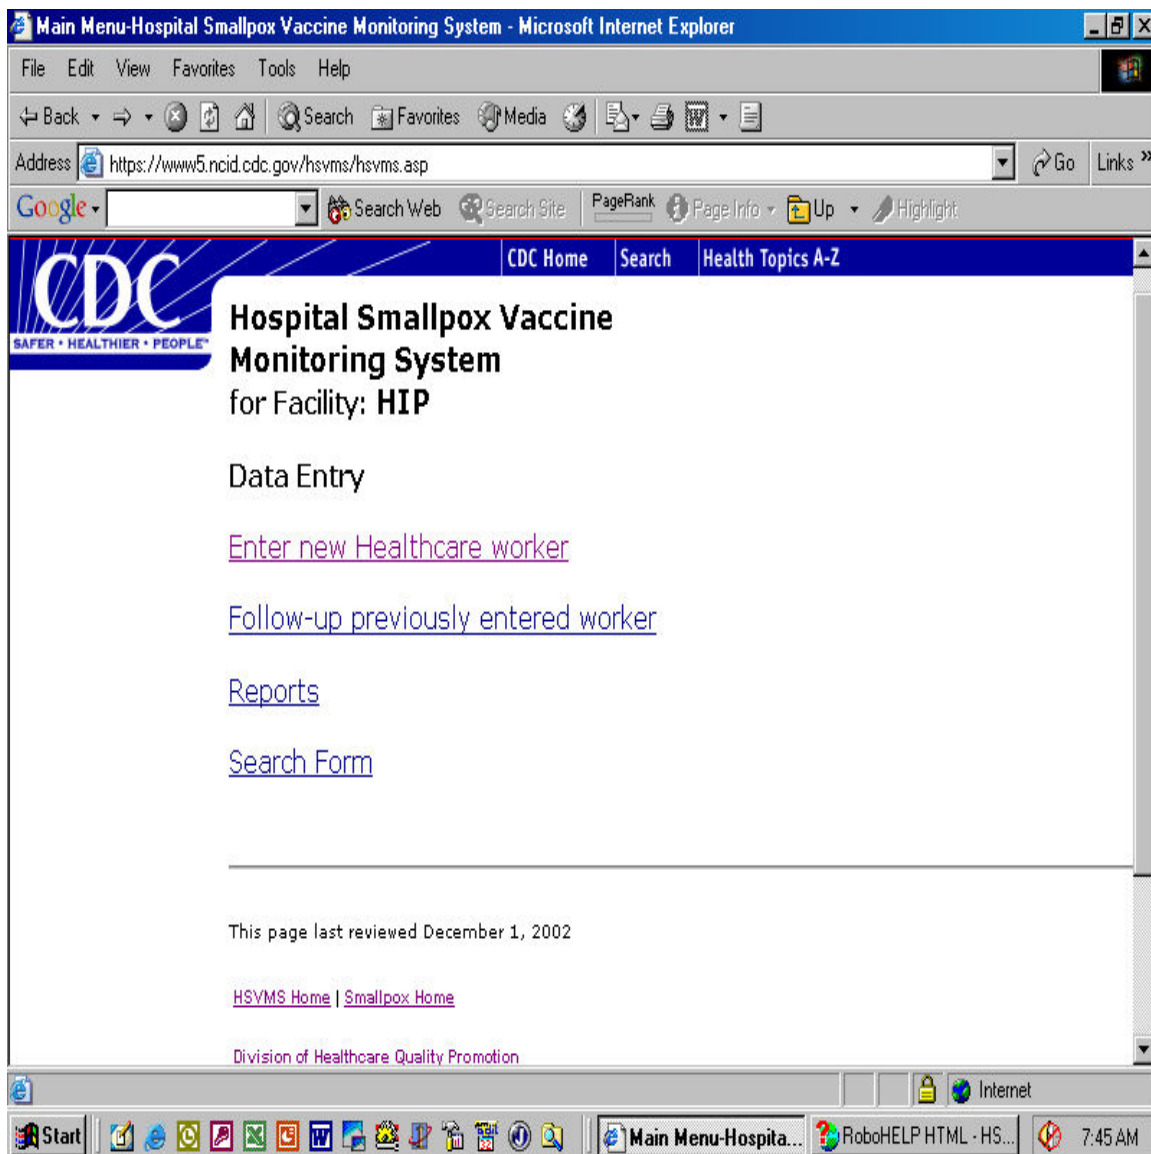 Main Menu-Hospital Smallpox Vaccine Monitoring System - Microsoft Internet Explorer
File Edit View Favorites Tools Help
Back Search Favorites Media
Address https://www5.ncid.cdc.gov/hsvms/hsvms.asp Go Links »
Google Search Web Search Site PageRank Page Info Up Highlight
CDC Home Search Health Topics A-Z
CDC
SAFER • HEALTHIER • PEOPLE™
Hospital Smallpox Vaccine
Monitoring System
for Facility: HIP
Data Entry
Enter new Healthcare worker
Follow-up previously entered worker
Reports
Search Form
This page last reviewed December 1, 2002
HSVMS Home | Smallpox Home
Division of Healthcare Quality Promotion
Internet
Start Main Menu-Hospita... RoboHELP HTML - HS... 7:45 AM